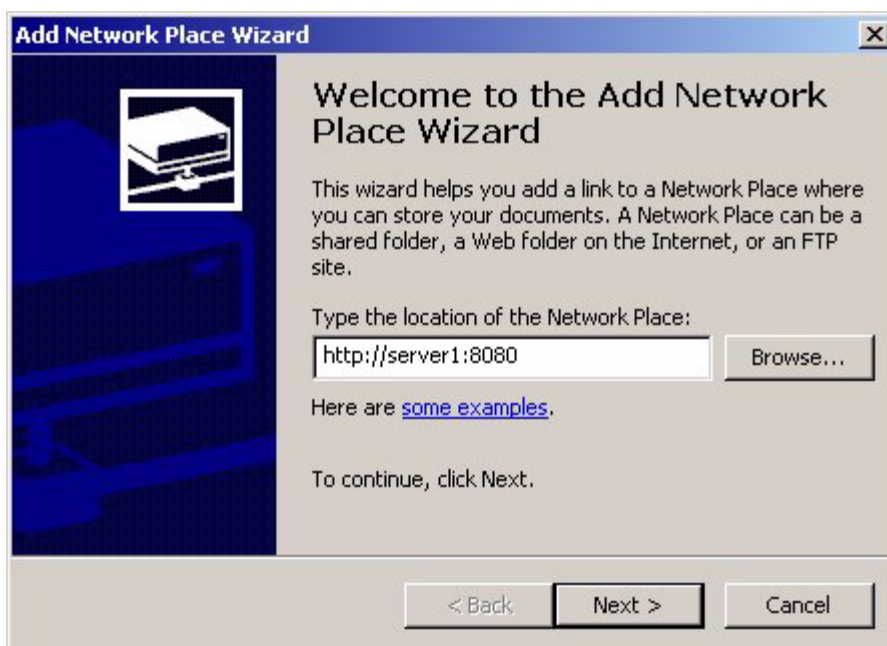 Add Network Place Wizard
Welcome to the Add Network
Place Wizard
This wizard helps you add a link to a Network Place where
you can store your documents. A Network Place can be a
shared folder, a Web folder on the Internet, or an FTP
site.
Type the location of the Network Place:
http://server1:8080
Browse...
Here are some examples.
To continue, click Next.
< Back
Next >
Cancel